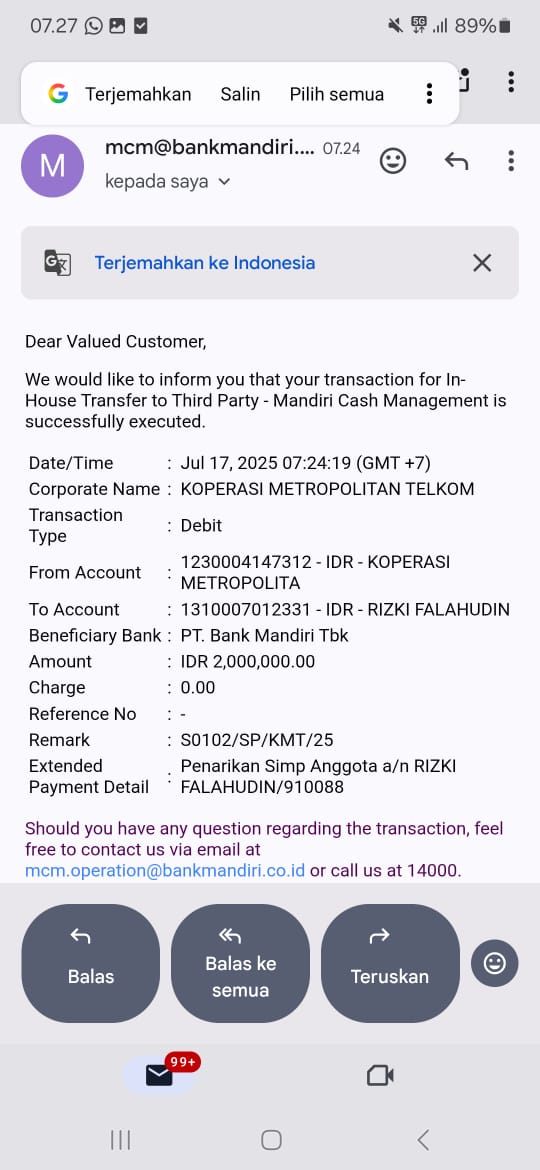 07.27
5G
89%
Terjemahkan Salin Pilih semua
M
mcm@bankmandiri.... 07.24
kepada saya
Terjemahkan ke Indonesia
Dear Valued Customer,
We would like to inform you that your transaction for In-
House Transfer to Third Party - Mandiri Cash Management is
successfully executed.
Date/Time : Jul 17, 2025 07:24:19 (GMT +7)
Corporate Name : KOPERASI METROPOLITAN TELKOM
Transaction
Type : Debit
From Account : 1230004147312 - IDR - KOPERASI
METROPOLITA
To Account : 1310007012331 - IDR - RIZKI FALAHUDIN
Beneficiary Bank : PT. Bank Mandiri Tbk
Amount : IDR 2,000,000.00
Charge : 0.00
Reference No : -
Remark : S0102/SP/KMT/25
Extended
Payment Detail : Penarikan Simp Anggota a/n RIZKI
FALAHUDIN/910088
Should you have any question regarding the transaction, feel
free to contact us via email at
mcm.operation@bankmandiri.co.id or call us at 14000.
Balas
Balas ke
semua
Teruskan
99+